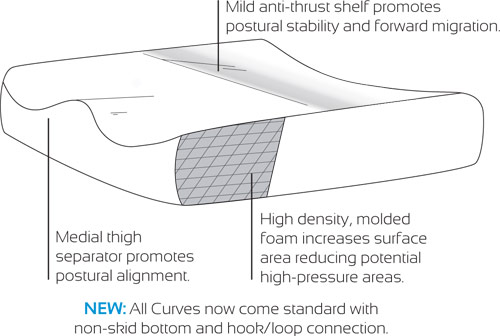 Mild anti-thrust shelf promotes
postural stability and forward migration.
Medial thigh
separator promotes
postural alignment.
High density, molded
foam increases surface
area reducing potential
high-pressure areas.
NEW: All Curves now come standard with
non-skid bottom and hook/loop connection.